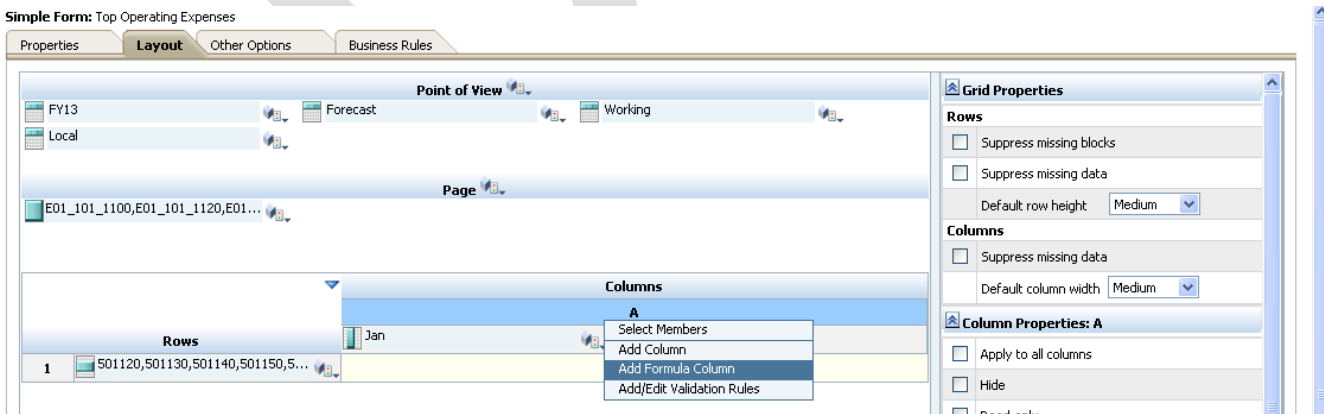 Simple Form: Top Operating Expenses
Properties Layout Other Options Business Rules
Point of View
FY13 Forecast Working
Local
Page
E01_101_1100,E01_101_1120,E01...
Columns
A
Rows
Jan
1 501120,501130,501140,501150,5...
Select Members
Add Column
Add Formula Column
Add/Edit Validation Rules
Grid Properties
Rows
Suppress missing blocks
Suppress missing data
Default row height Medium
Columns
Suppress missing data
Default column width Medium
Column Properties: A
Apply to all columns
Hide
Read-only